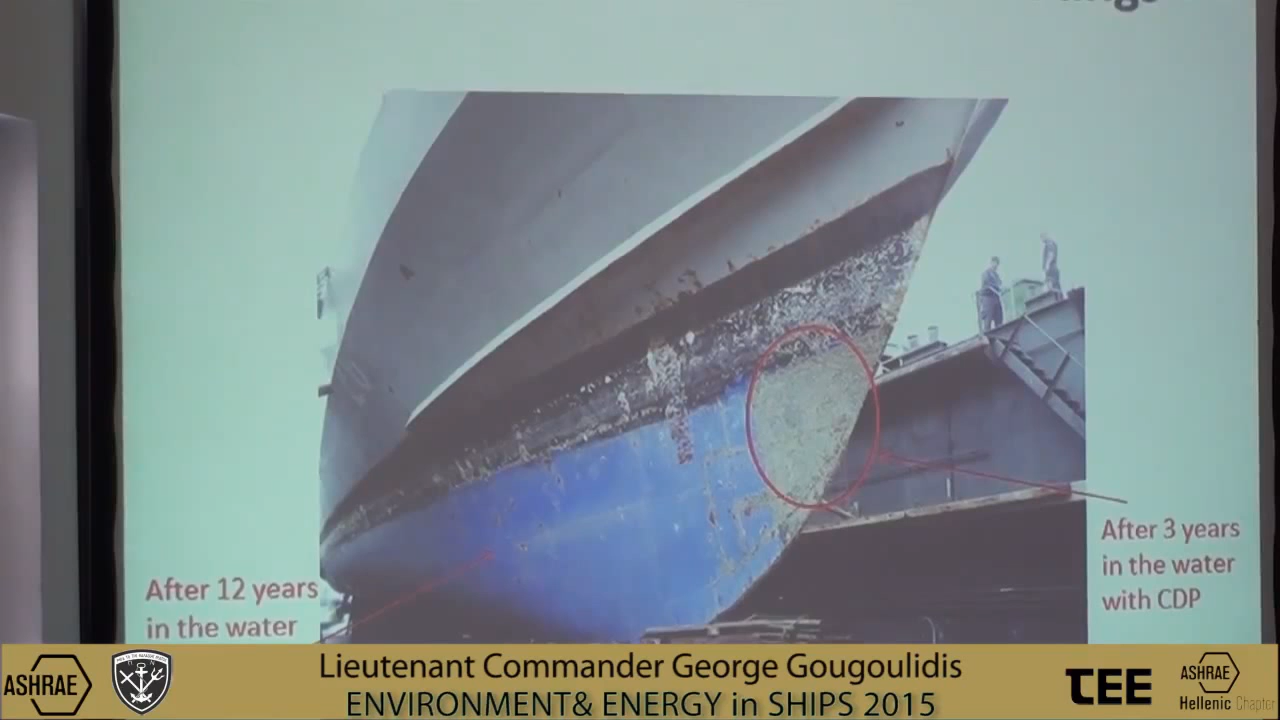 After 12 years
in the water
After 3 years
in the water
with CDP
ASHRAE
Lieutenant Commander George Gougoulidis
ENVIRONMENT& ENERGY in SHIPS 2015
TEE
ASHRAE
Hellenic Chapter